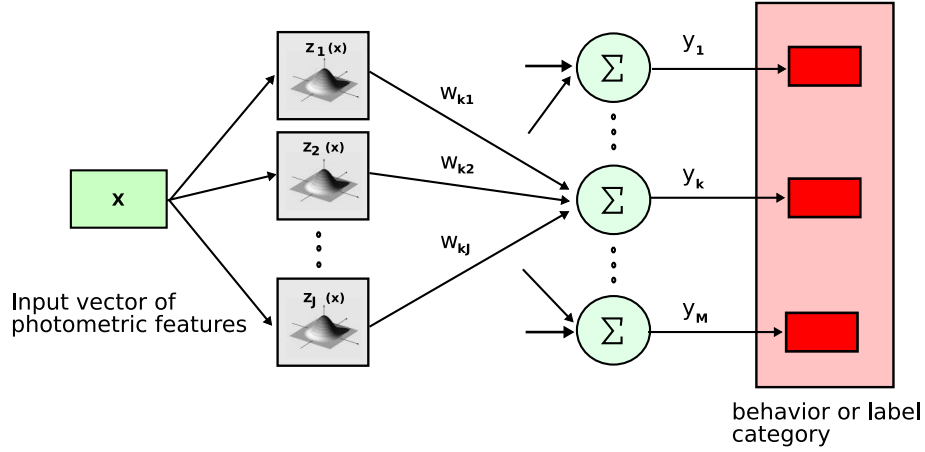 x
Input vector of
photometric features
z1 (x)
z2 (x)
zJ (x)
wk1
wk2
wkJ
Σ
Σ
Σ
y1
yk
yM
behavior or label
category